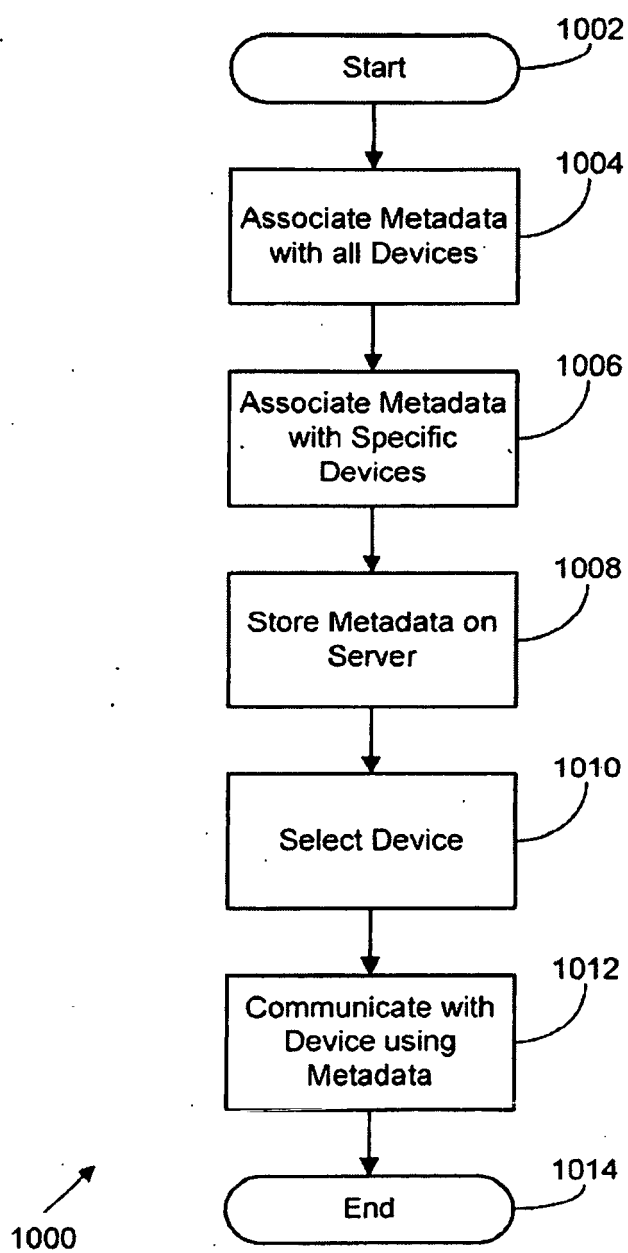 1002
Start
1004
Associate Metadata
with all Devices
1006
Associate Metadata
with Specific
Devices
1008
Store Metadata on
Server
1010
Select Device
1012
Communicate with
Device using
Metadata
1014
End
1000